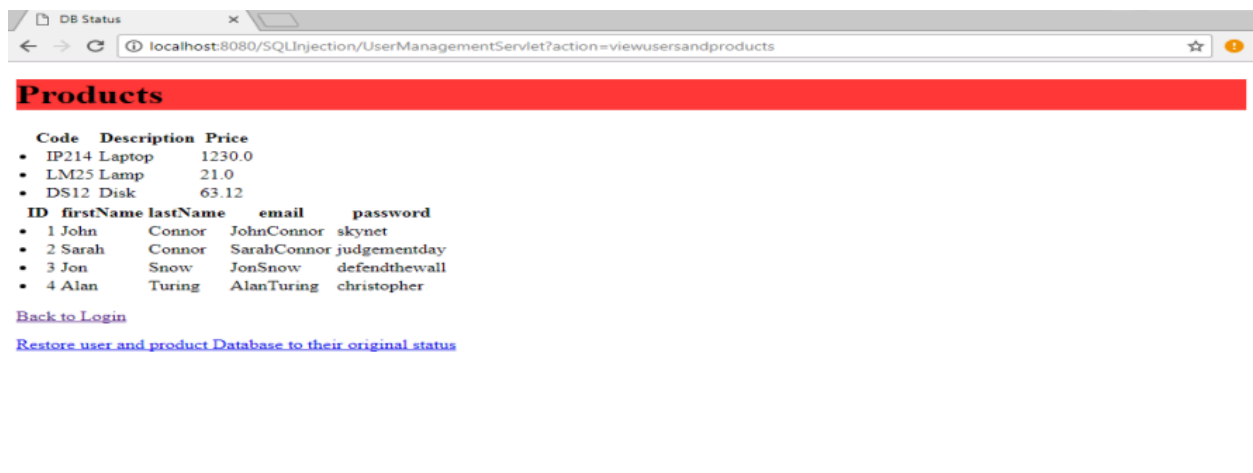 DB Status
localhost:8080/SQLInjection/UserManagementServlet?action=viewusersandproducts
Products
Code Description Price
• IP214 Laptop 1230.0
• LM25 Lamp 21.0
• DS12 Disk 63.12
ID firstName lastName email password
• 1 John Connor JohnConnor skynet
• 2 Sarah Connor SarahConnor judgementday
• 3 Jon Snow JonSnow defendthewall
• 4 Alan Turing AlanTuring christopher
Back to Login
Restore user and product Database to their original status